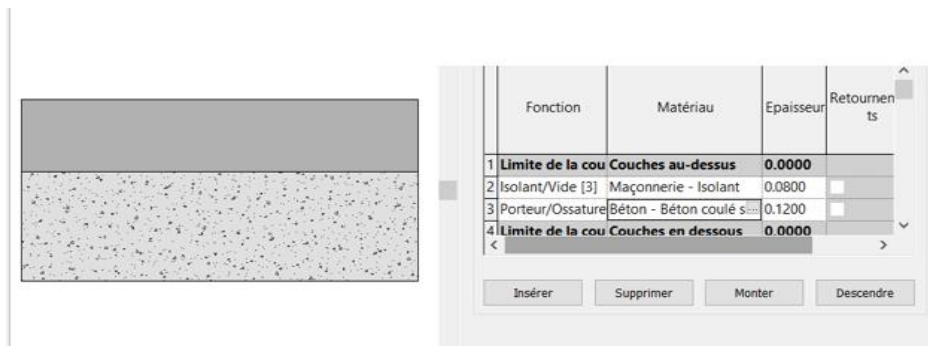 Fonction Matériau Epaisseur Retournen
ts
1 Limite de la cou Couches au-dessus 0.0000
2 Isolant/Vide [3] Maçonnerie - Isolant 0.0800
3 Porteur/Ossature Béton - Béton coulé s... 0.1200
4 Limite de la cou Couches en dessous 0.0000
Insérer Supprimer Monter Descendre